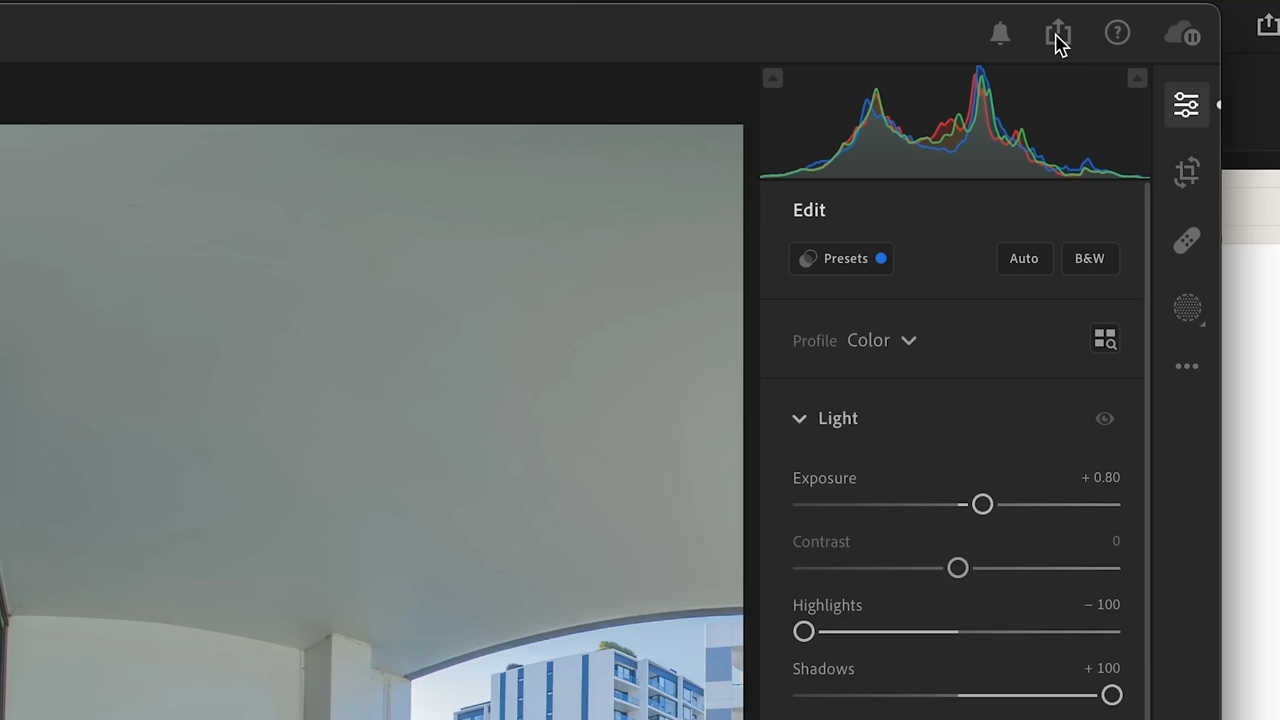 Edit
Presets
Auto
B&W
Profile Color
Light
Exposure + 0.80
Contrast 0
Highlights – 100
Shadows + 100